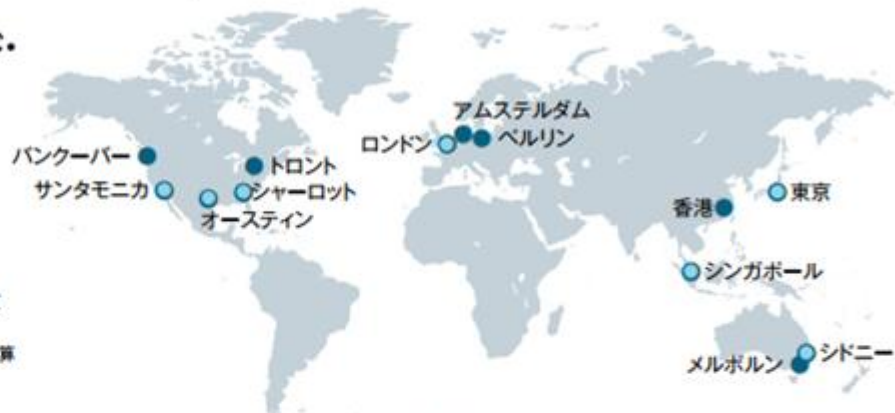 アムステルダム
ロンドン
ベルリン
バンクーバー
トロント
サンタモニカ
シャーロット
オースティン
東京
香港
シンガポール
シドニー
メルボルン
算